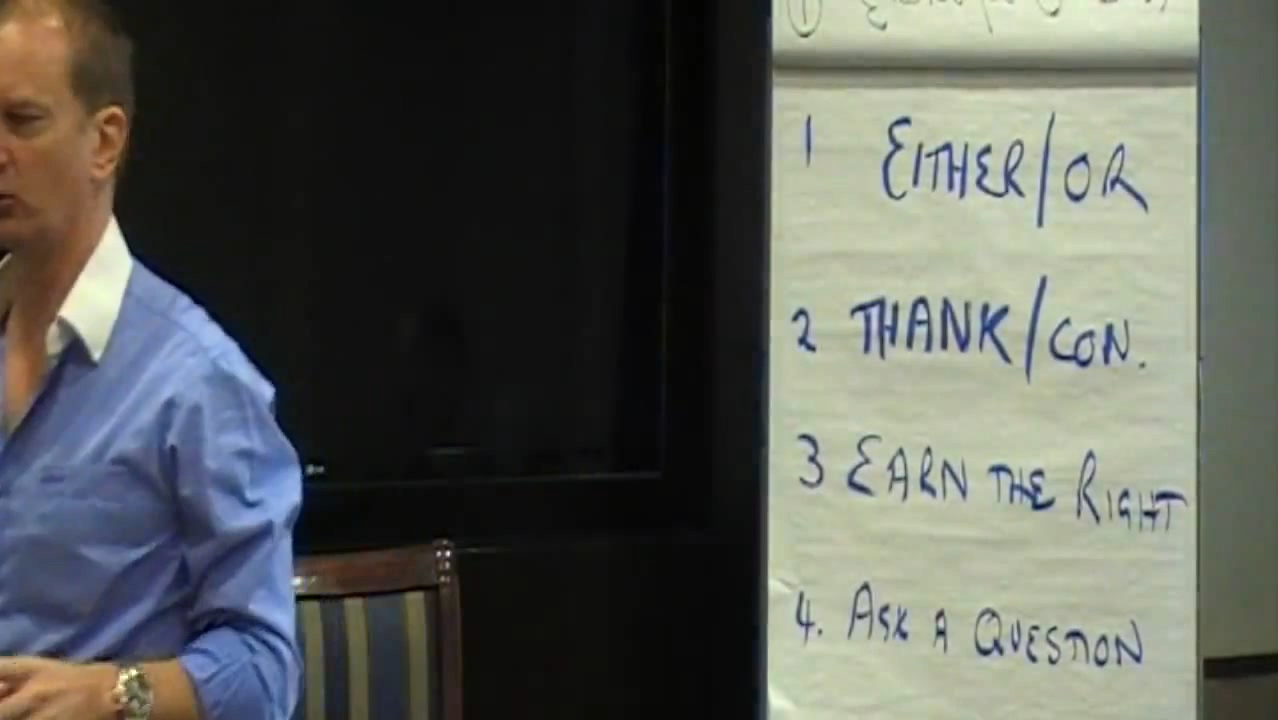 1 EITHER/OR
2 THANK/CON.
3 EARN THE RIGHT
4. ASK A QUESTION